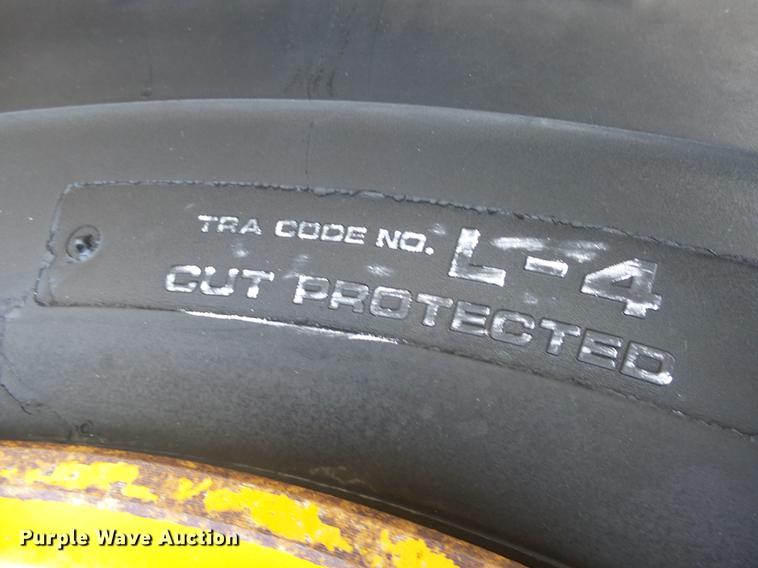 TRA CODE NO. L-4
CUT PROTECTED
Purple Wave Auction